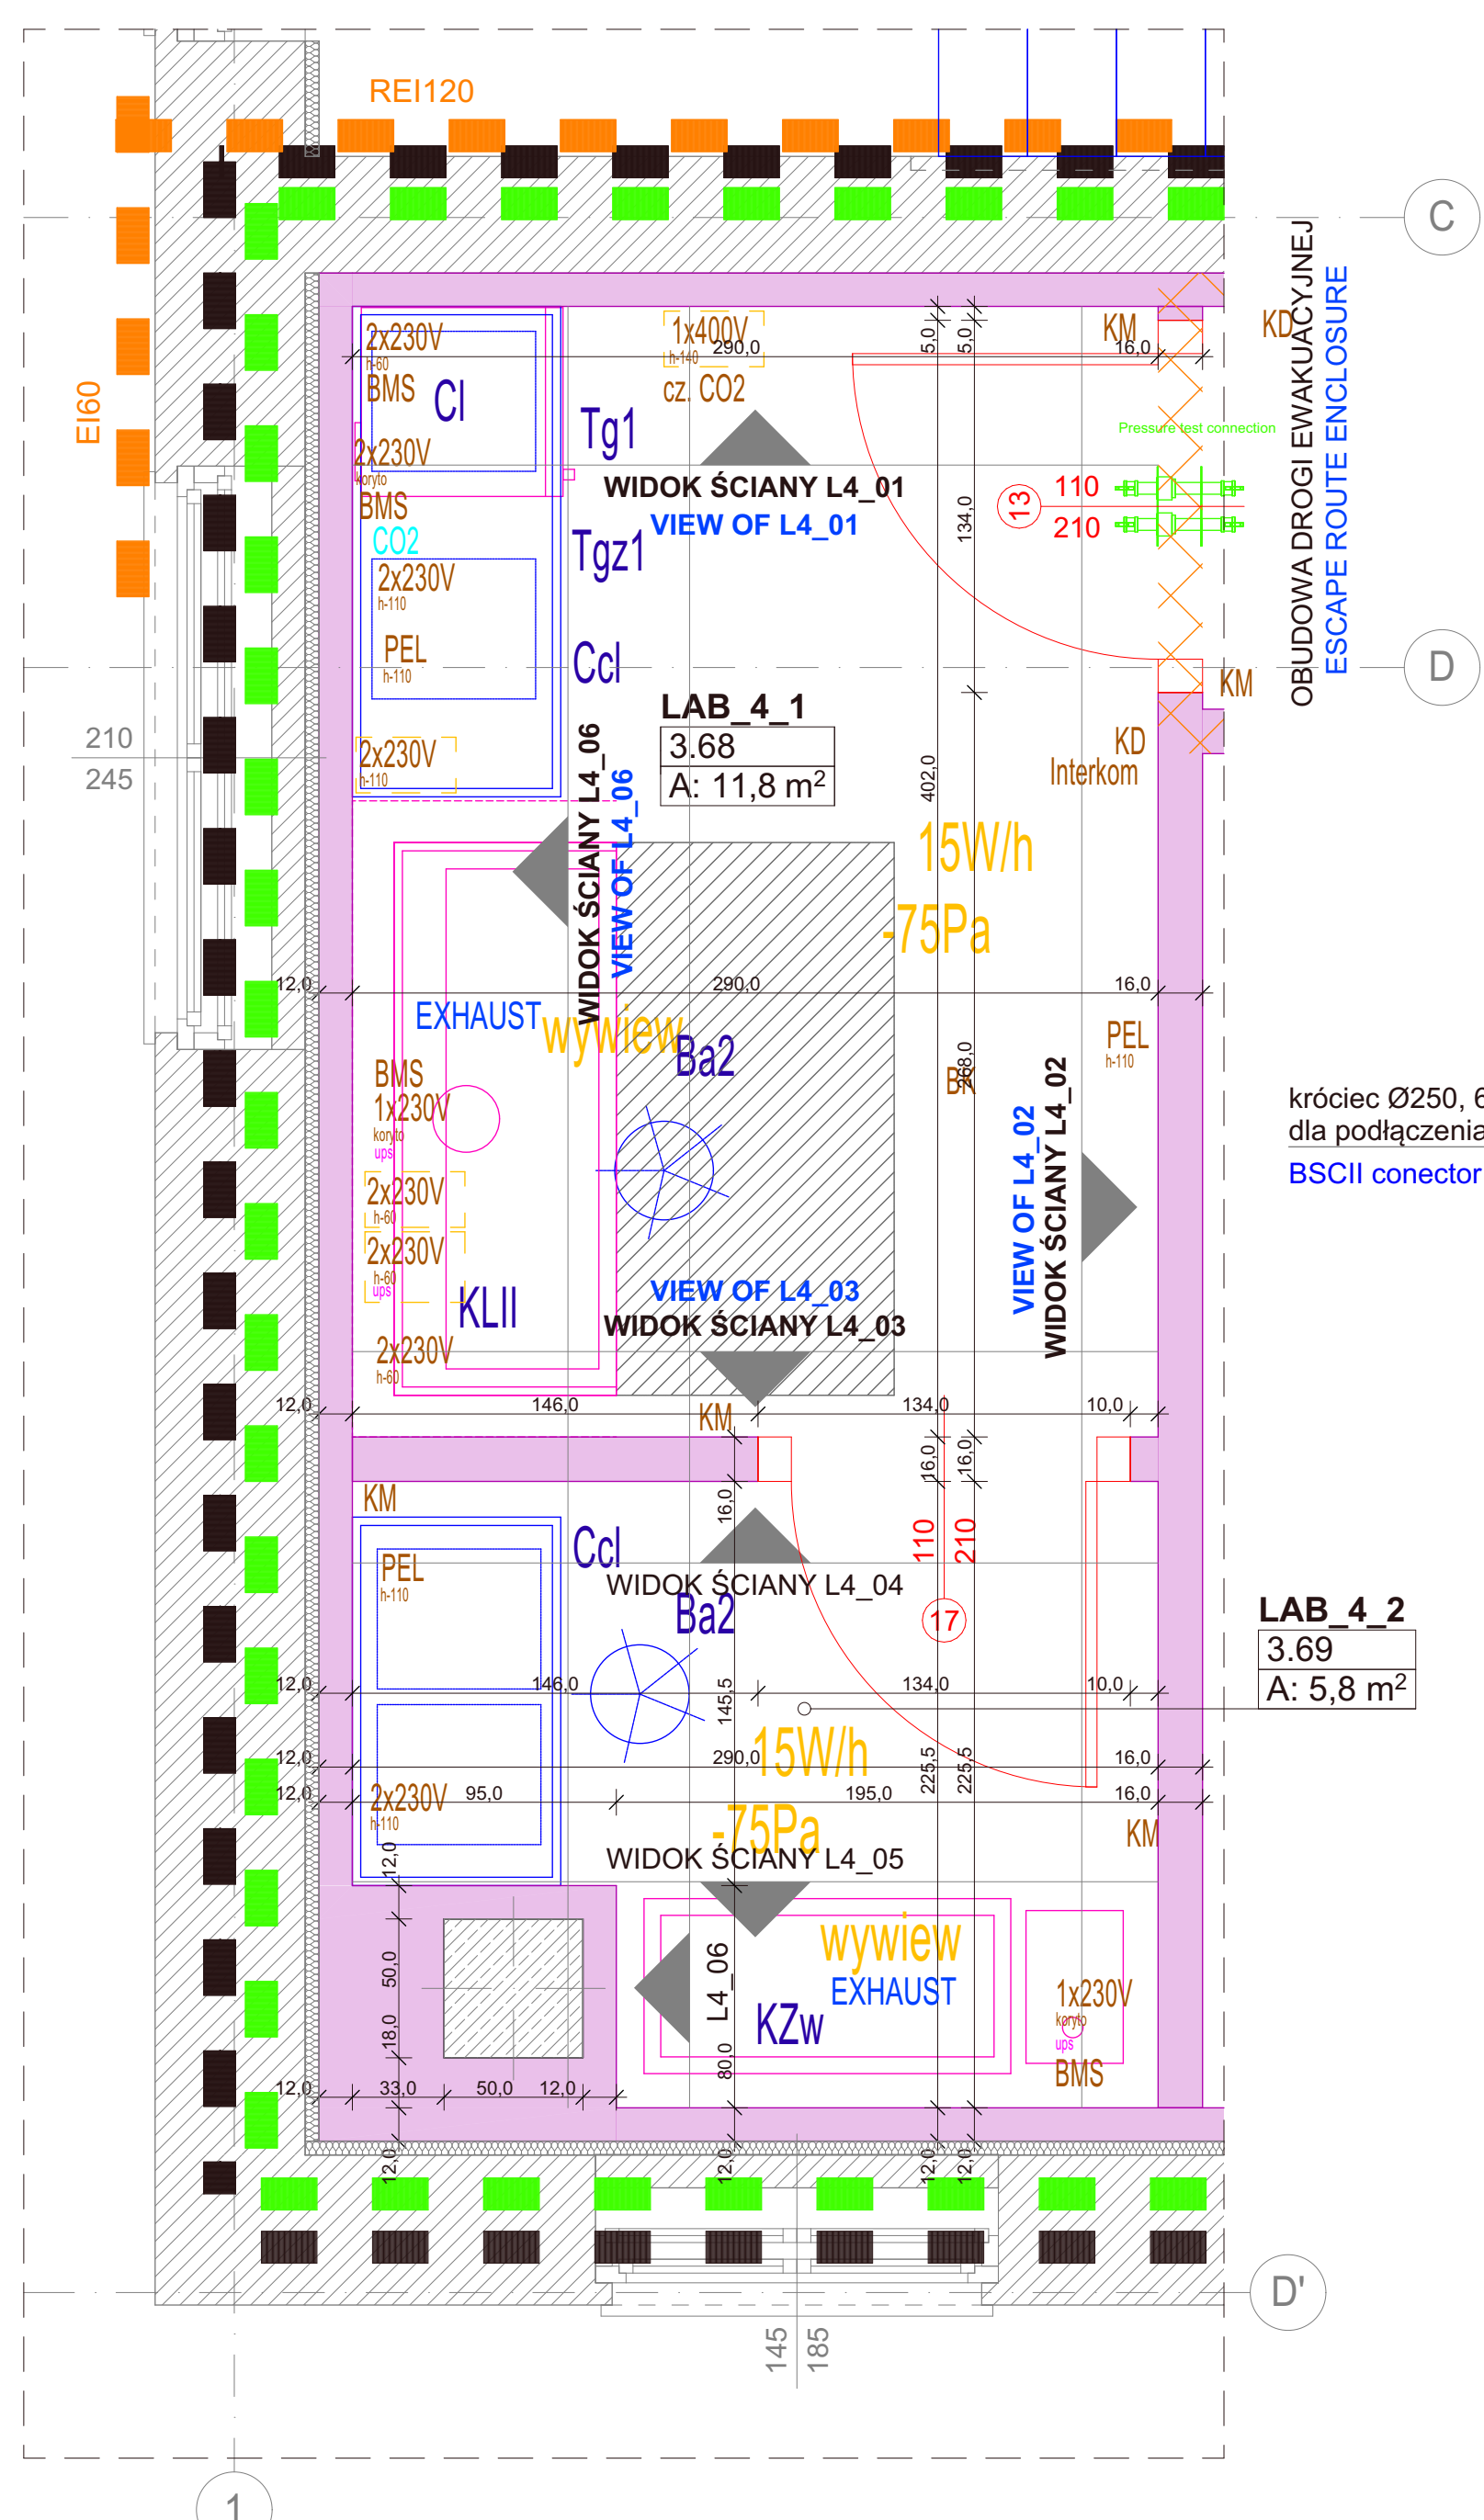 REI120
C
OBUDOWA DROGI EWAKUACYJNEJ
ESCAPE ROUTE ENCLOSURE
EI60
2x230V
h-60
BMS
CI
1x400V
h-140
cz. CO2
290,0
5,0
5,0
16,0
KM
KD
Tg1
2x230V
koryto
BMS
CO2
WIDOK ŚCIANY L4_01
VIEW OF L4_01
Pressure test connection
13
110
210
134,0
Tgz1
2x230V
h-110
PEL
h-110
Ccl
D
KM
LAB_4_1
3.68
A: 11,8 m²
210
245
2x230V
h-110
WIDOK ŚCIANY L4_06
VIEW OF L4_06
KD
Interkom
402,0
15W/h
-75Pa
12,0
290,0
16,0
EXHAUST
wywiew
Ba2
PEL
h-110
268,0
BK
BMS
1x230V
koryto
ups
VIEW OF L4_02
WIDOK ŚCIANY L4_02
króciec Ø250, 6
dla podłączenia
BSCII conector
2x230V
h-60
2x230V
h-60
ups
KLII
VIEW OF L4_03
WIDOK ŚCIANY L4_03
2x230V
h-60
12,0
146,0
134,0
10,0
KM
16,0
16,0
KM
16,0
110
210
Ccl
PEL
h-110
WIDOK ŚCIANY L4_04
Ba2
17
LAB_4_2
3.69
A: 5,8 m²
12,0
146,0
145,5
134,0
10,0
15W/h
12,0
290,0
225,5
225,5
16,0
12,0
95,0
195,0
16,0
2x230V
h-110
-75Pa
KM
12,0
WIDOK ŚCIANY L4_05
wywiew
EXHAUST
L4_06
50,0
1x230V
koryto
ups
BMS
KZw
18,0
80,0
12,0
33,0
50,0
12,0
12,0
12,0
12,0
12,0
D'
145
185
1